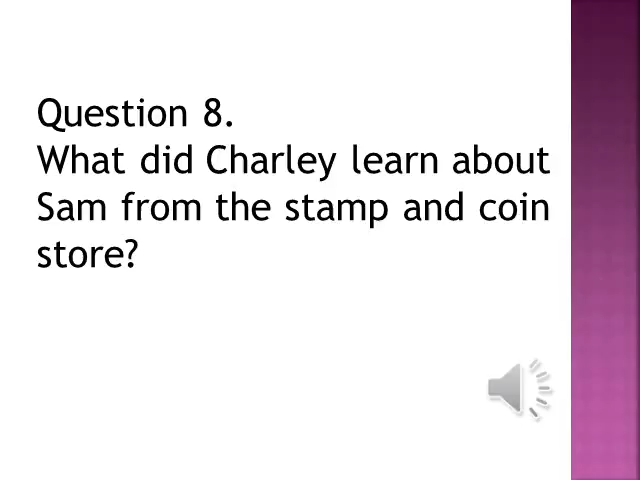 Question 8.
What did Charley learn about
Sam from the stamp and coin
store?